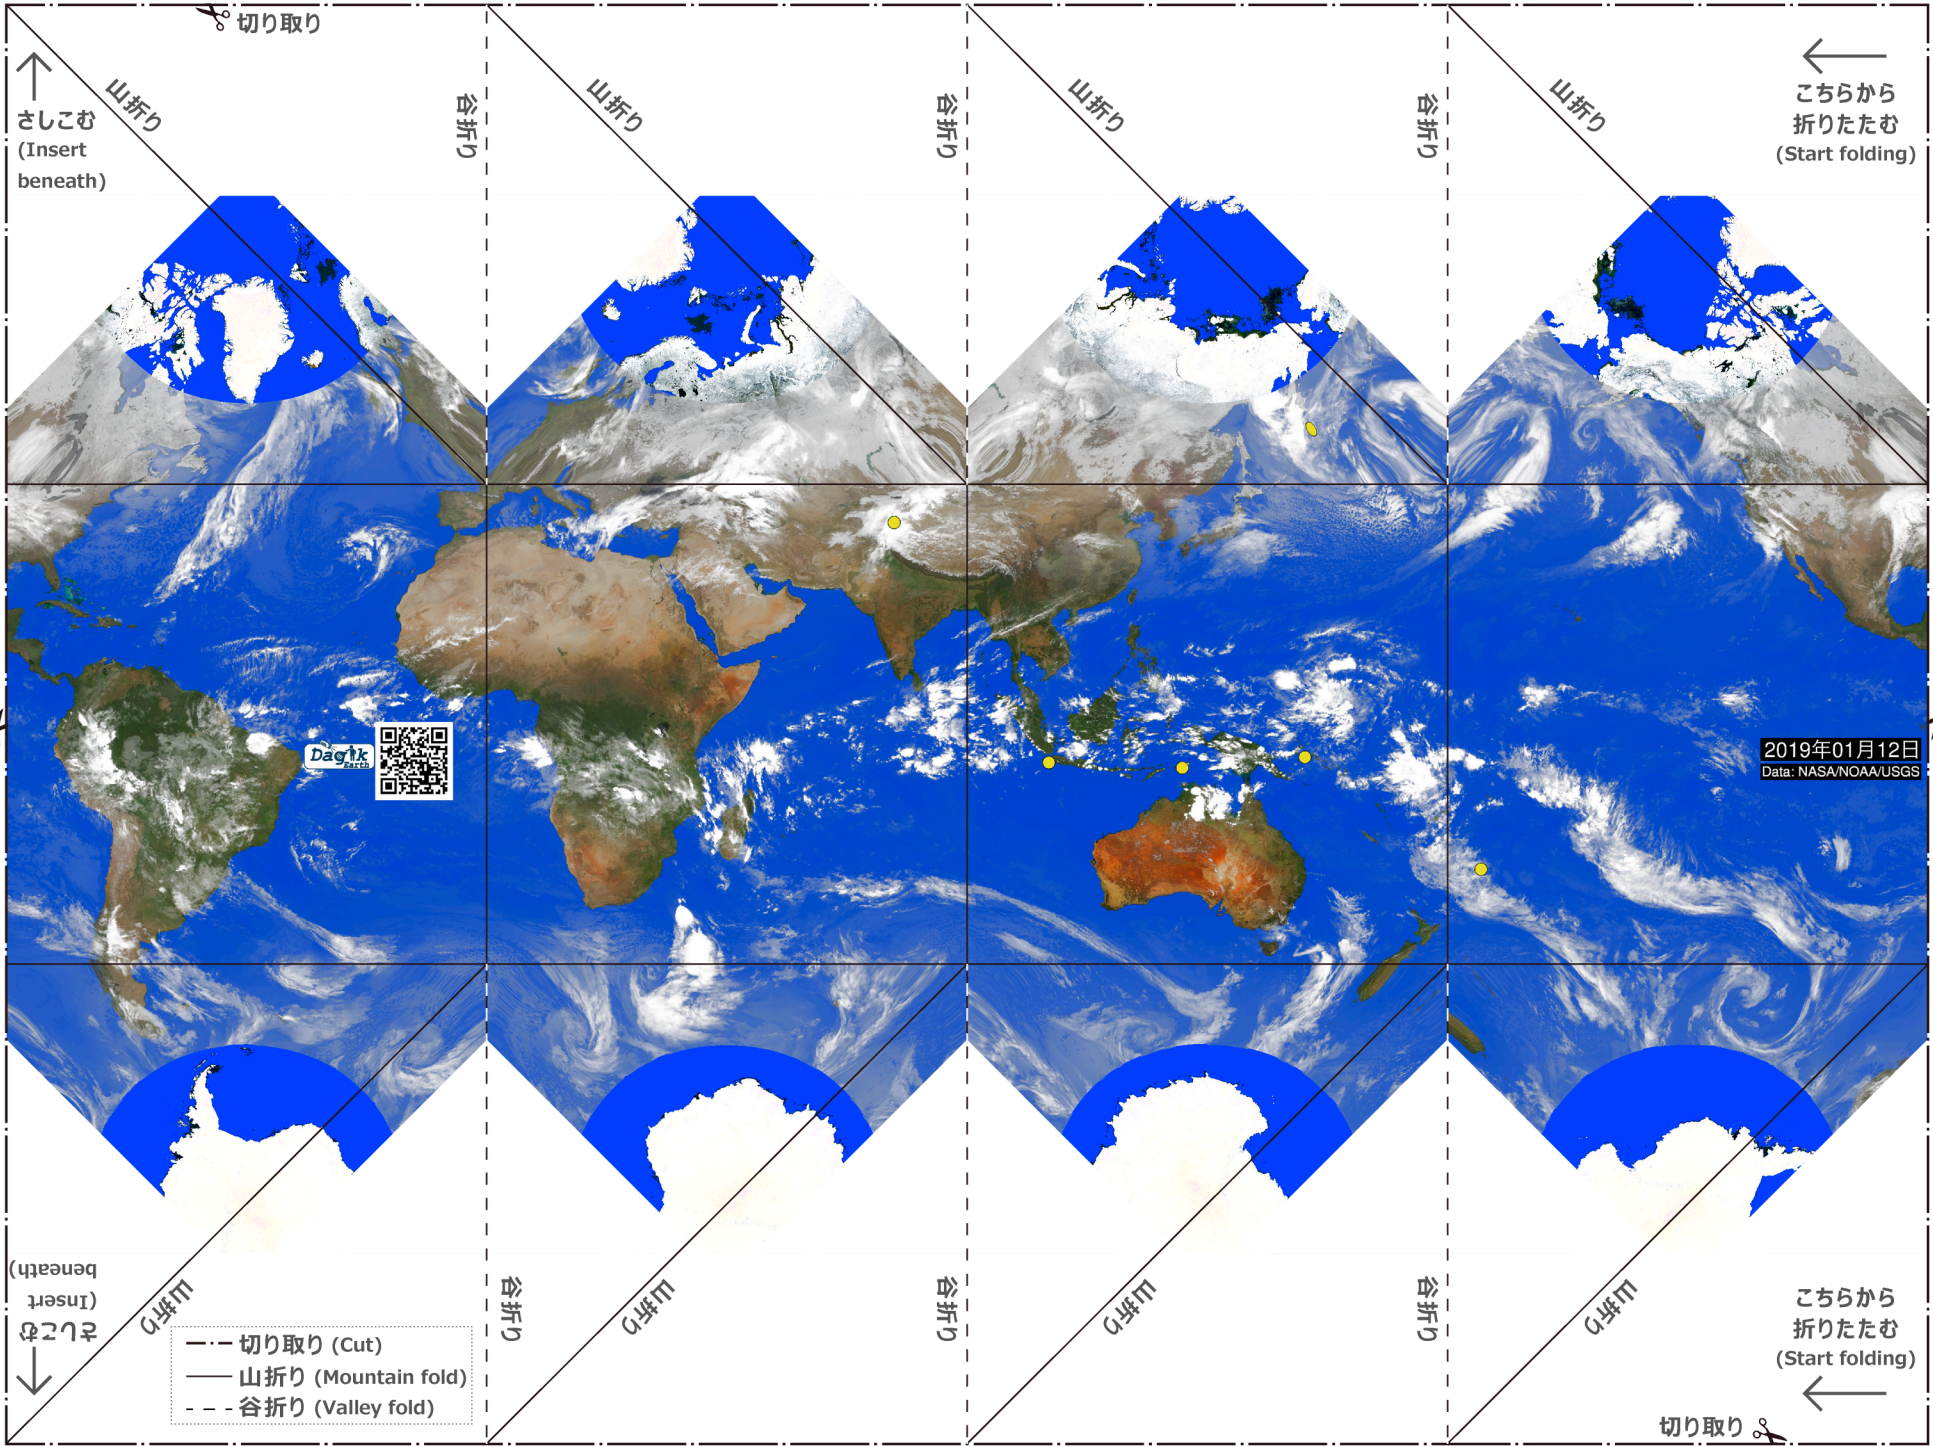 切り取り
山折り
谷折り
山折り
谷折り
山折り
谷折り
山折り
こちらから
折りたたむ
(Start folding)
さしこむ
(Insert
beneath)
Dagik
Earth
2019年01月12日
Data: NASA/NOAA/USGS
さしこむ
(Insert
beneath)
山折り
谷折り
山折り
谷折り
山折り
谷折り
山折り
こちらから
折りたたむ
(Start folding)
切り取り (Cut)
山折り (Mountain fold)
谷折り (Valley fold)
切り取り